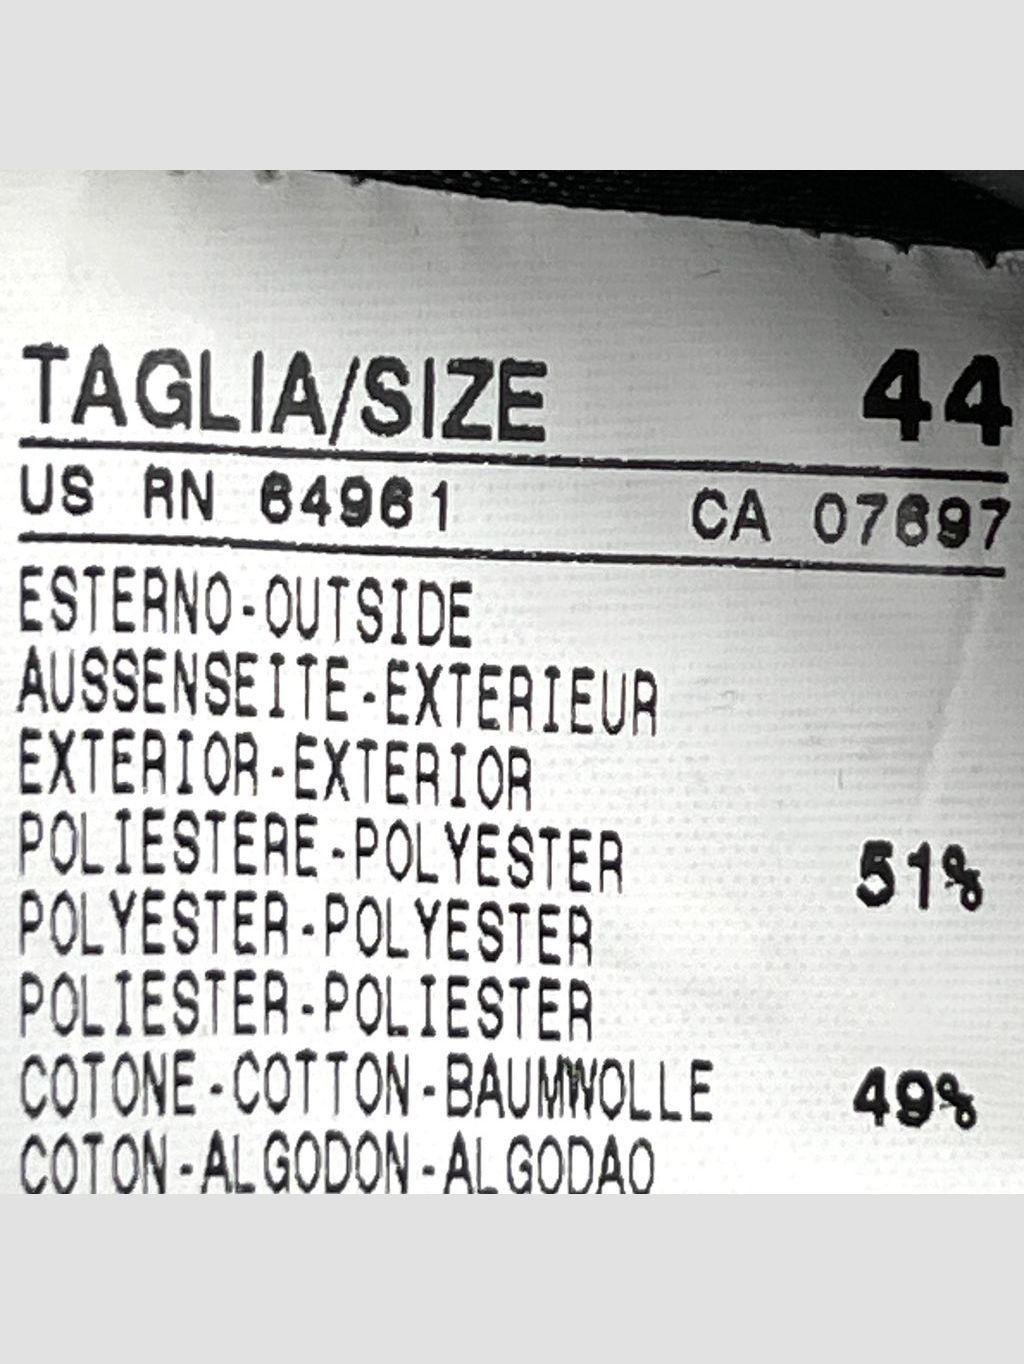 TAGLIA/SIZE 44
US RN 64961 CA 07697
ESTERNO-OUTSIDE
AUSSENSEITE-EXTERIEUR
EXTERIOR-EXTERIOR
POLIESTERE-POLYESTER 51%
POLYESTER-POLYESTER
POLIESTER-POLIESTER
COTONE-COTTON-BAUMWOLLE 49%
COTON-ALGODON-ALGODAO